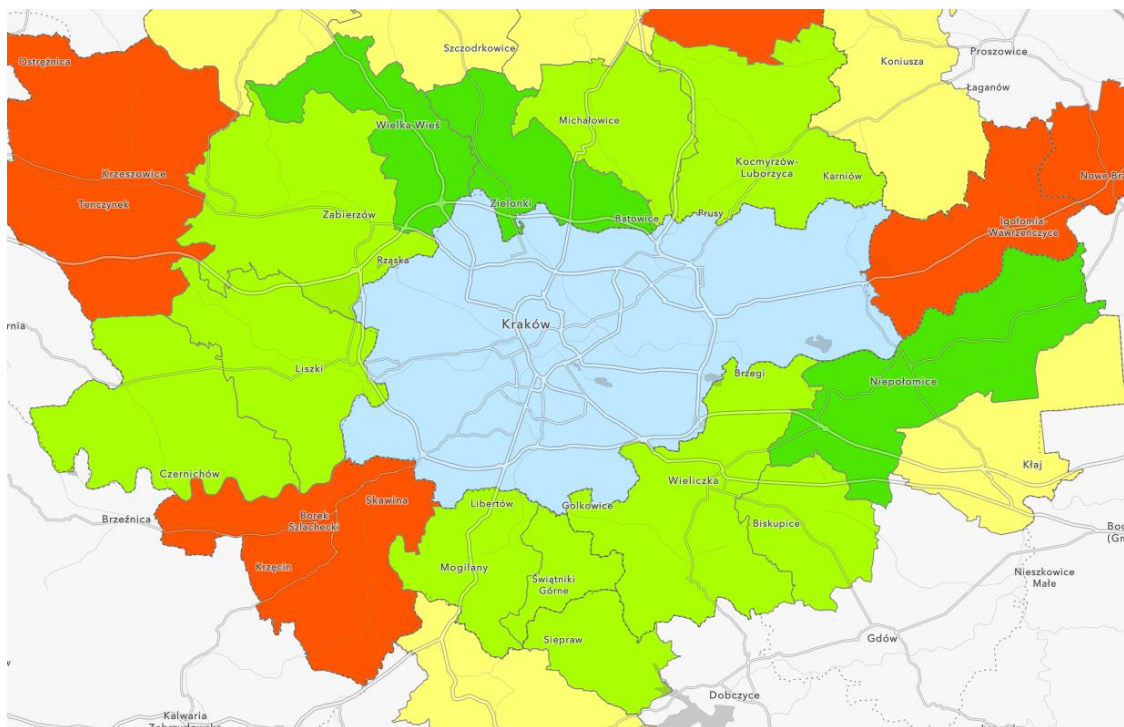 Ostrężnica
Szczodrkowice
Koniusza
Proszowice
Łaganów
Wielka Wieś
Michałowice
Krzeszowice
Kocmyrzów-
Luborzyca
Karniów
Tenczynek
Zabierzów
Zielonki
Batowice
Prusy
Igołomia-
Wawrzeńczyce
Rząska
Kraków
Liszki
Brzegi
Niepołomice
Czernichów
Skawina
Libertów
Golkowice
Wieliczka
Kłaj
Brzeźnica
Borek
Szlachecki
Biskupice
Krzęcin
Mogilany
Świątniki
Górne
Nieszkowice
Małe
Siepraw
Gdów
Dobczyce
Kalwaria